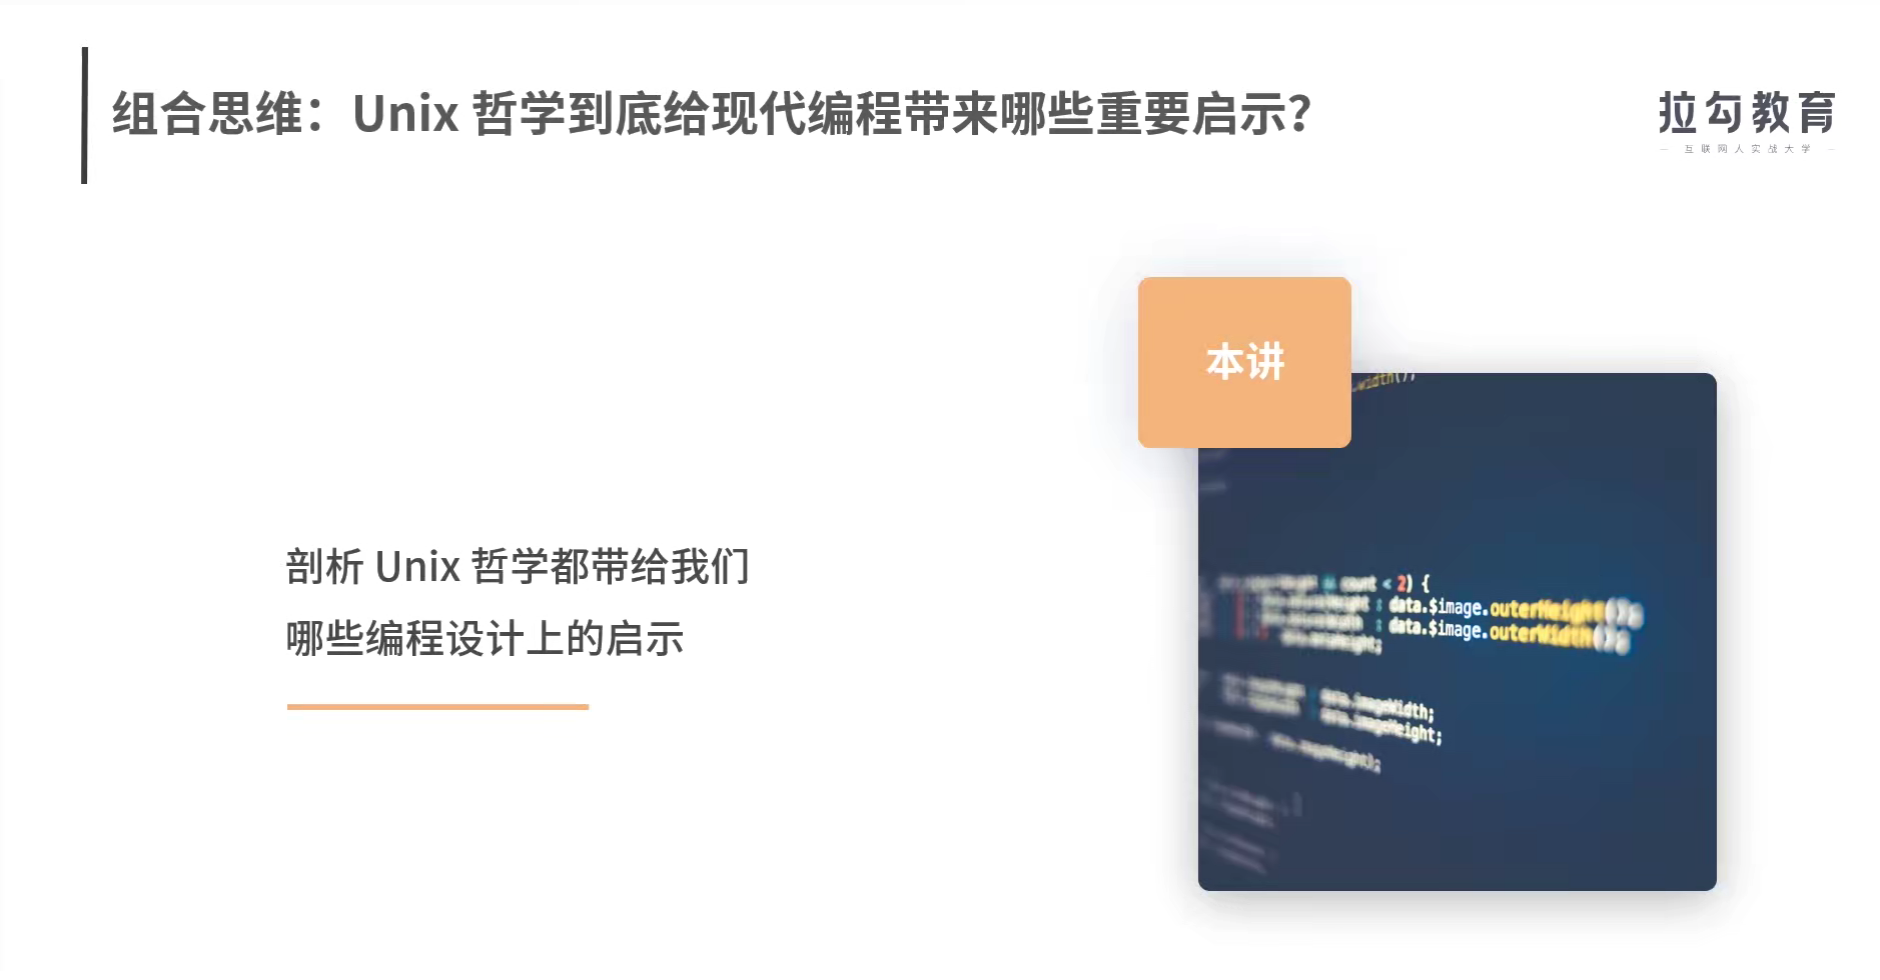 组合思维：Unix 哲学到底给现代编程带来哪些重要启示？
拉勾教育
互联网人实战大学
本讲
.width();
剖析 Unix 哲学都带给我们
哪些编程设计上的启示
count < 2) {
: data.$image.outerHeight();
: data.$image.outerWidth();
data.imageWidth;
data.imageHeight;